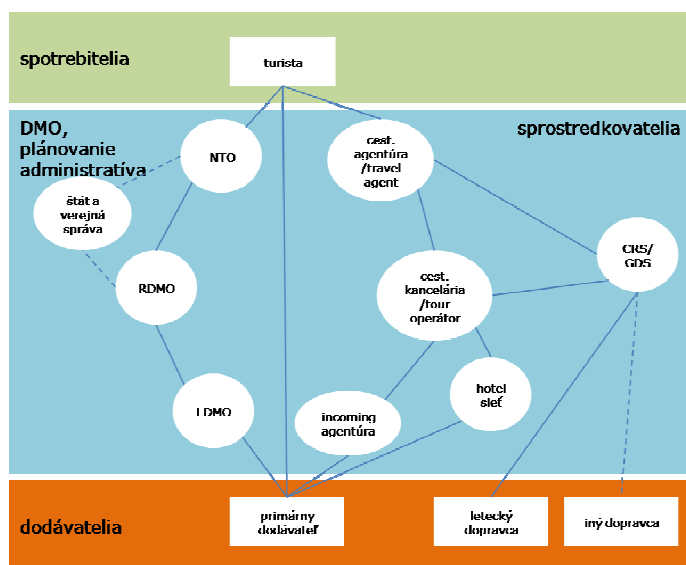 spotrebitelia
turista
DMO,
plánovanie
administratíva
sprostredkovatelia
NTO
cest.
agentúra
/travel
agent
štát a
verejná
správa
CRS/
GDS
RDMO
cest.
kancelária
/tour
operátor
LDMO
incoming
agentúra
hotel
sieť
dodávatelia
primárny
dodávateľ
letecký
dopravca
iný dopravca